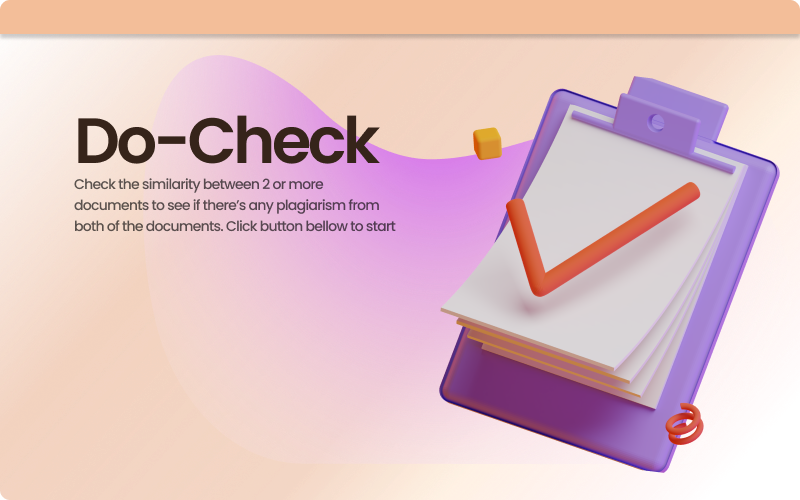 Do-Check
Check the similarity between 2 or more
documents to see if there's any plagiarism from
both of the documents. Click button bellow to start